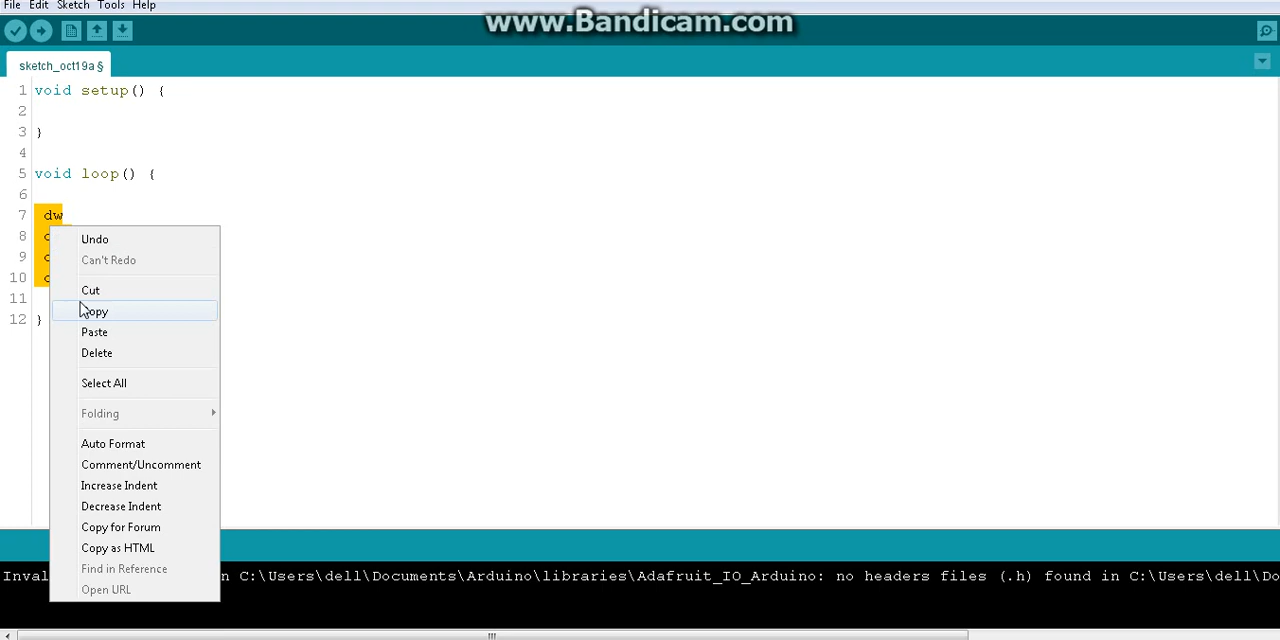 www.Bandicam.com
File Edit Sketch Tools Help
sketch_oct19a §
1 void setup() {
2
3 }
4
5 void loop() {
6
7 dw
8
9
10
11
12 }
Undo
Can't Redo
Cut
Copy
Paste
Delete
Select All
Folding
Auto Format
Comment/Uncomment
Increase Indent
Decrease Indent
Copy for Forum
Copy as HTML
Find in Reference
Open URL
n C:\Users\dell\Documents\Arduino\libraries\Adafruit_IO_Arduino: no headers files (.h) found in C:\Users\dell\Do